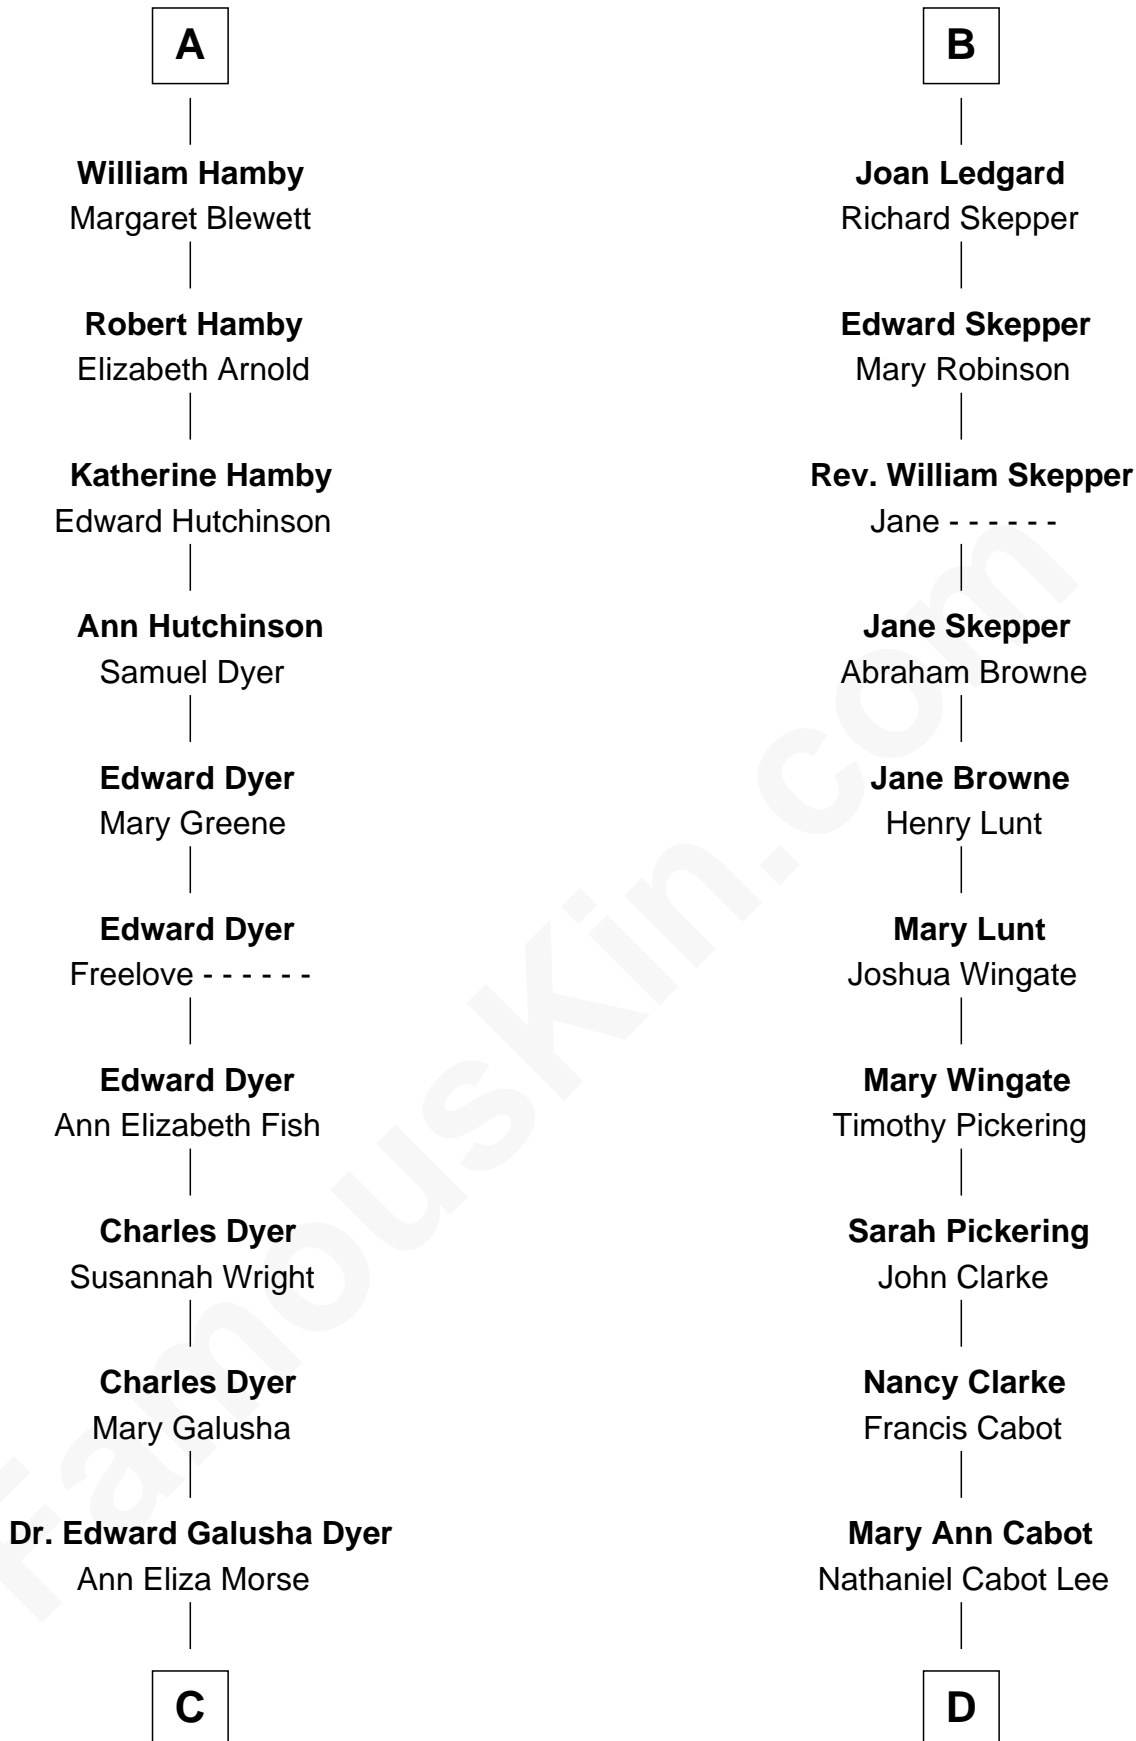 A
William Hamby
Margaret Blewett
Robert Hamby
Elizabeth Arnold
Katherine Hamby
Edward Hutchinson
Ann Hutchinson
Samuel Dyer
Edward Dyer
Mary Greene
Edward Dyer
Freelove - - - - - -
Edward Dyer
Ann Elizabeth Fish
Charles Dyer
Susannah Wright
Charles Dyer
Mary Galusha
Dr. Edward Galusha Dyer
Ann Eliza Morse
C
B
Joan Ledgard
Richard Skepper
Edward Skepper
Mary Robinson
Rev. William Skepper
Jane - - - - - -
Jane Skepper
Abraham Browne
Jane Browne
Henry Lunt
Mary Lunt
Joshua Wingate
Mary Wingate
Timothy Pickering
Sarah Pickering
John Clarke
Nancy Clarke
Francis Cabot
Mary Ann Cabot
Nathaniel Cabot Lee
D
FamousKin.com